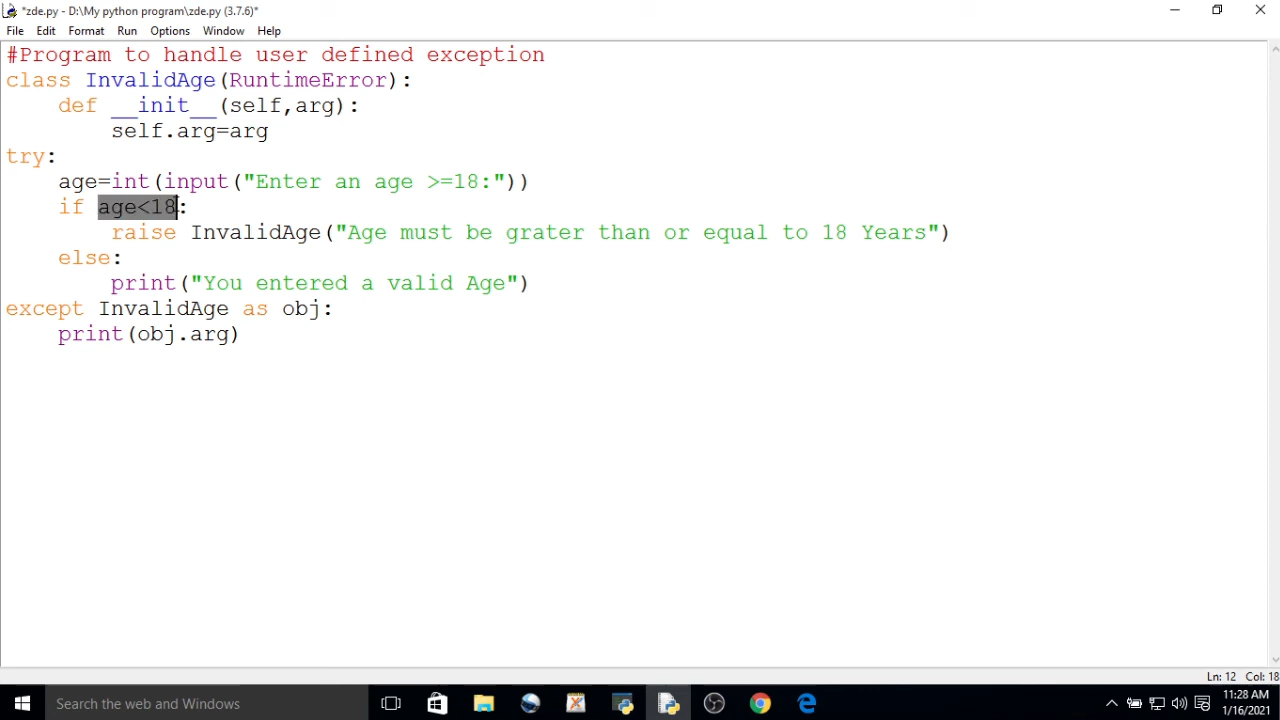 *zde.py - D:\My python program\zde.py (3.7.6)*
File Edit Format Run Options Window Help
#Program to handle user defined exception
class InvalidAge(RuntimeError):
    def __init__(self,arg):
        self.arg=arg
try:
    age=int(input("Enter an age >=18:"))
    if age<18:
        raise InvalidAge("Age must be grater than or equal to 18 Years")
    else:
        print("You entered a valid Age")
except InvalidAge as obj:
    print(obj.arg)
Ln: 12 Col: 18
Search the web and Windows
11:28 AM
1/16/2021